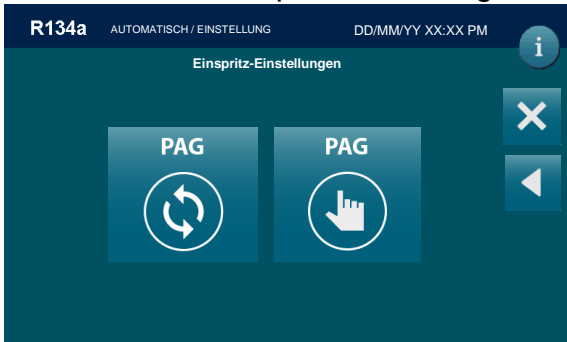 R134a AUTOMATISCH / EINSTELLUNG DD/MM/YY XX:XX PM
i
Einspritz-Einstellungen
PAG PAG